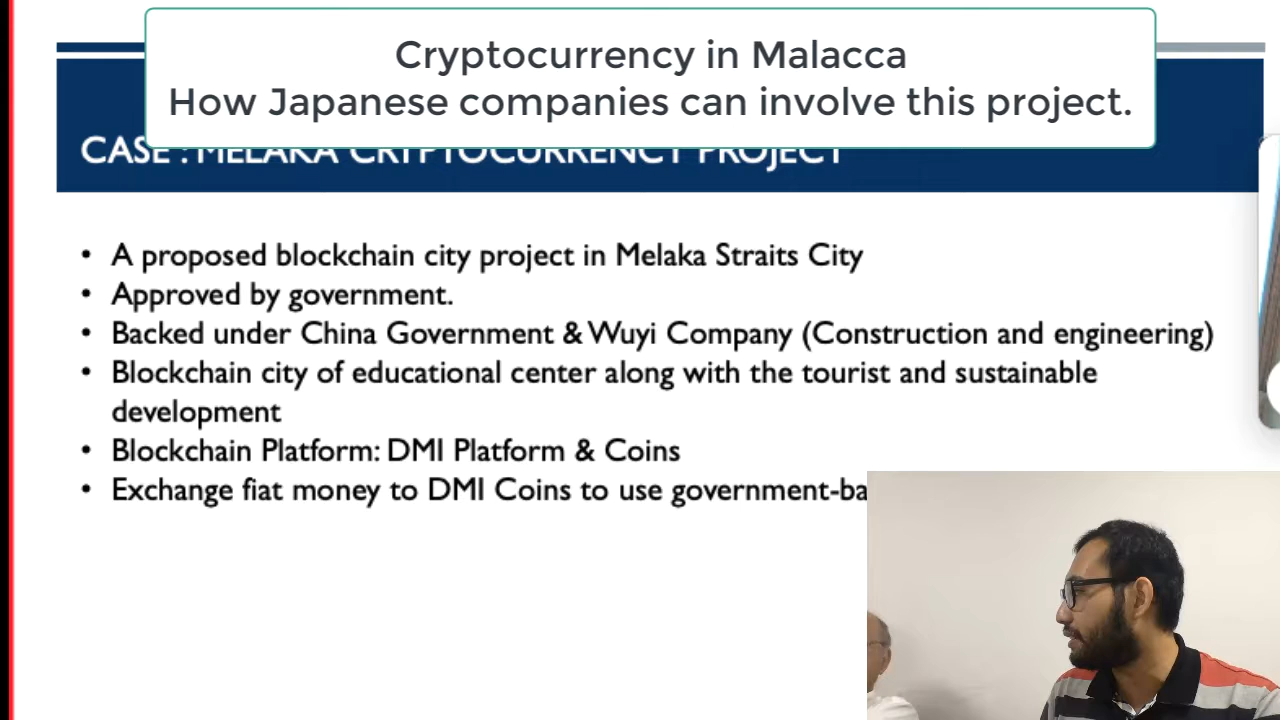 Cryptocurrency in Malacca
How Japanese companies can involve this project.
CASE : MELAKA CRYPTOCURRENCY PROJECT
• A proposed blockchain city project in Melaka Straits City
• Approved by government.
• Backed under China Government & Wuyi Company (Construction and engineering)
• Blockchain city of educational center along with the tourist and sustainable
development
• Blockchain Platform: DMI Platform & Coins
• Exchange fiat money to DMI Coins to use